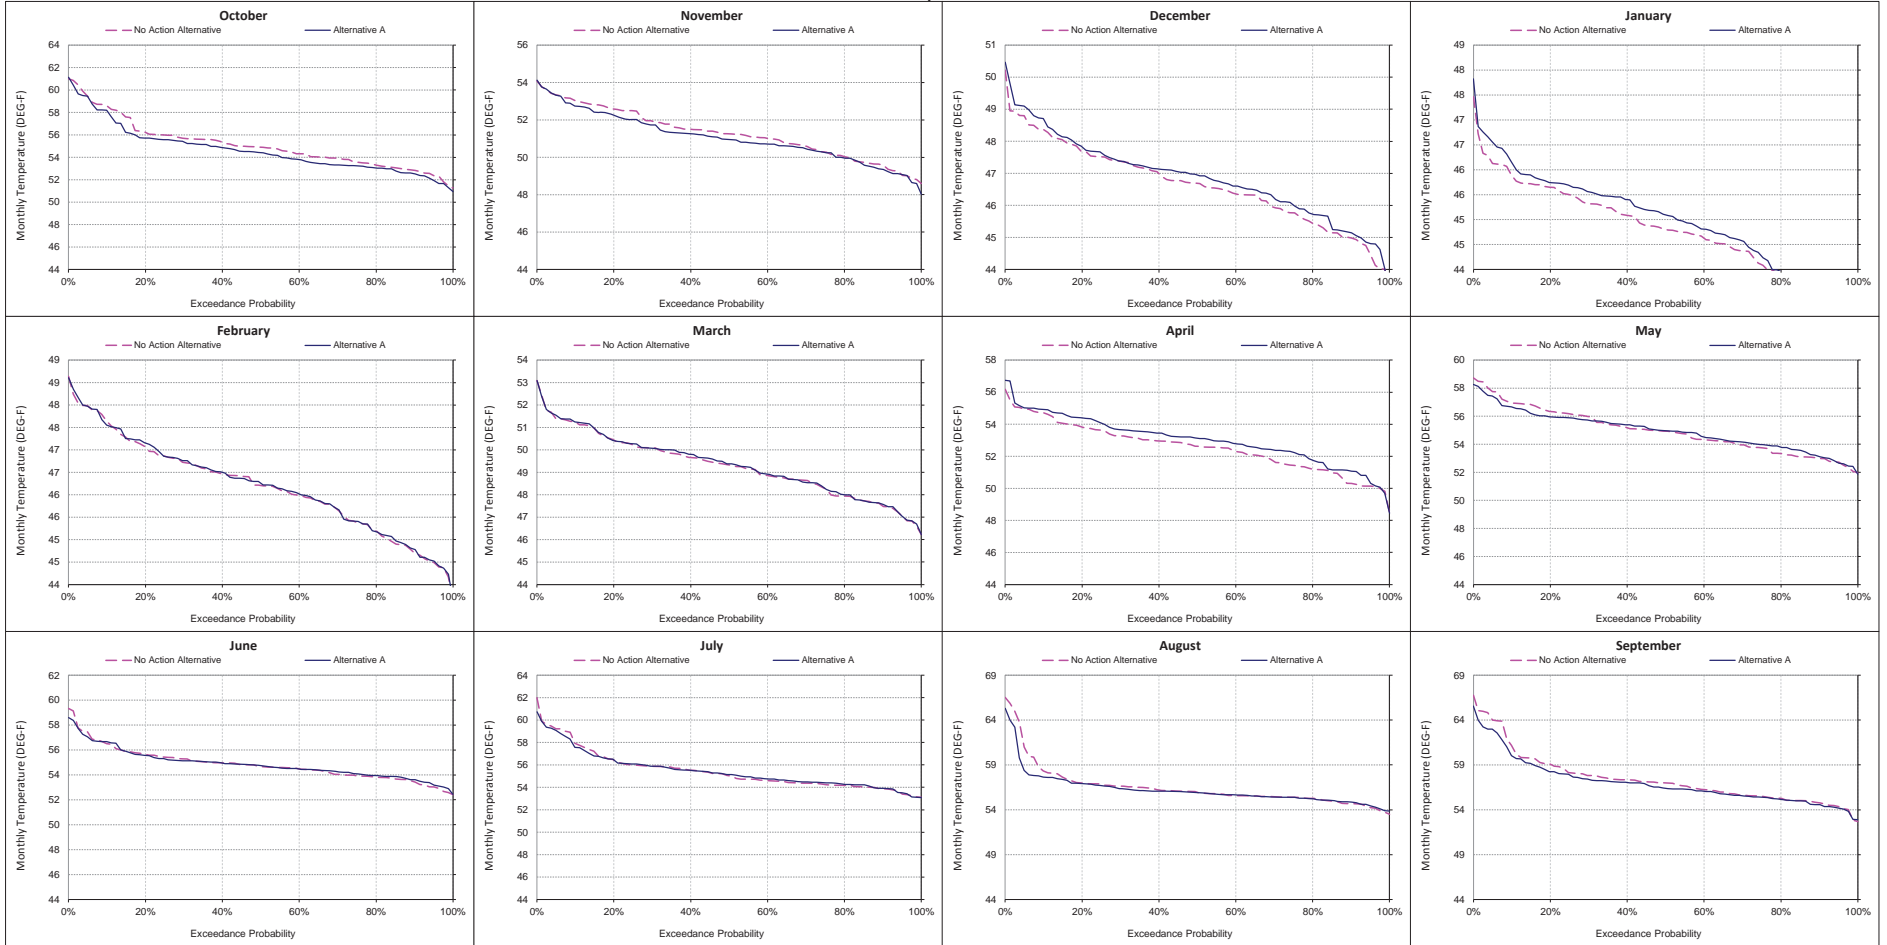 October
No Action Alternative Alternative A
Monthly Temperature (DEG-F)
64
62
60
58
56
54
52
50
48
46
44
0% 20% 40% 60% 80% 100%
Exceedance Probability
November
No Action Alternative Alternative A
Monthly Temperature (DEG-F)
56
54
52
50
48
46
44
0% 20% 40% 60% 80% 100%
Exceedance Probability
December
No Action Alternative Alternative A
Monthly Temperature (DEG-F)
51
50
49
48
47
46
45
44
0% 20% 40% 60% 80% 100%
Exceedance Probability
January
No Action Alternative Alternative A
Monthly Temperature (DEG-F)
49
48
48
47
46
46
45
45
44
0% 20% 40% 60% 80% 100%
Exceedance Probability
February
No Action Alternative Alternative A
Monthly Temperature (DEG-F)
49
49
48
48
47
47
46
46
45
45
44
0% 20% 40% 60% 80% 100%
Exceedance Probability
March
No Action Alternative Alternative A
Monthly Temperature (DEG-F)
54
53
52
51
50
49
48
47
46
45
44
0% 20% 40% 60% 80% 100%
Exceedance Probability
April
No Action Alternative Alternative A
Monthly Temperature (DEG-F)
58
56
54
52
50
48
46
44
0% 20% 40% 60% 80% 100%
Exceedance Probability
May
No Action Alternative Alternative A
Monthly Temperature (DEG-F)
60
58
56
54
52
50
48
46
44
0% 20% 40% 60% 80% 100%
Exceedance Probability
June
No Action Alternative Alternative A
Monthly Temperature (DEG-F)
62
60
58
56
54
52
50
48
46
44
0% 20% 40% 60% 80% 100%
Exceedance Probability
July
No Action Alternative Alternative A
Monthly Temperature (DEG-F)
64
62
60
58
56
54
52
50
48
46
44
0% 20% 40% 60% 80% 100%
Exceedance Probability
August
No Action Alternative Alternative A
Monthly Temperature (DEG-F)
69
64
59
54
49
44
0% 20% 40% 60% 80% 100%
Exceedance Probability
September
No Action Alternative Alternative A
Monthly Temperature (DEG-F)
69
64
59
54
49
44
0% 20% 40% 60% 80% 100%
Exceedance Probability